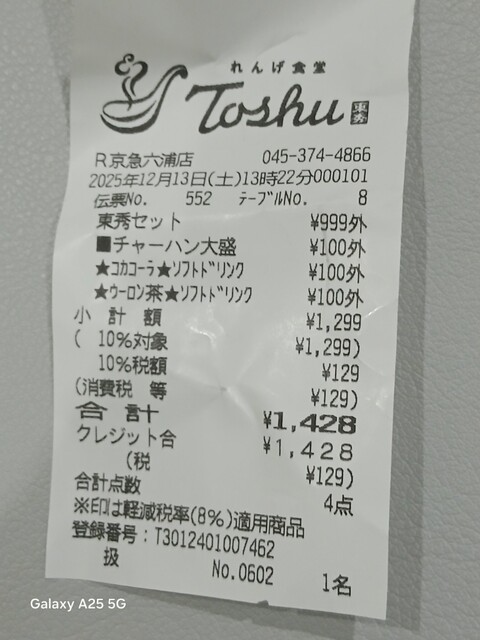 れんげ食堂
Toshu 東秀
R京急六浦店 045-374-4866
2025年12月13日(土)13時22分000101
伝票No. 552 テーブルNo. 8
東秀セット ¥999外
■チャーハン大盛 ¥100外
★コカコーラ★ソフトドリンク ¥100外
★ウーロン茶★ソフトドリンク ¥100外
小計額 ¥1,299
( 10%対象 ¥1,299)
10%税額 ¥129
(消費税 等 ¥129)
合計 ¥1,428
クレジット合 ¥1,428
(税 ¥129)
合計点数 4点
※印は軽減税率(8%)適用商品
登録番号:T3012401007462
扱 No.0602 1名
Galaxy A25 5G